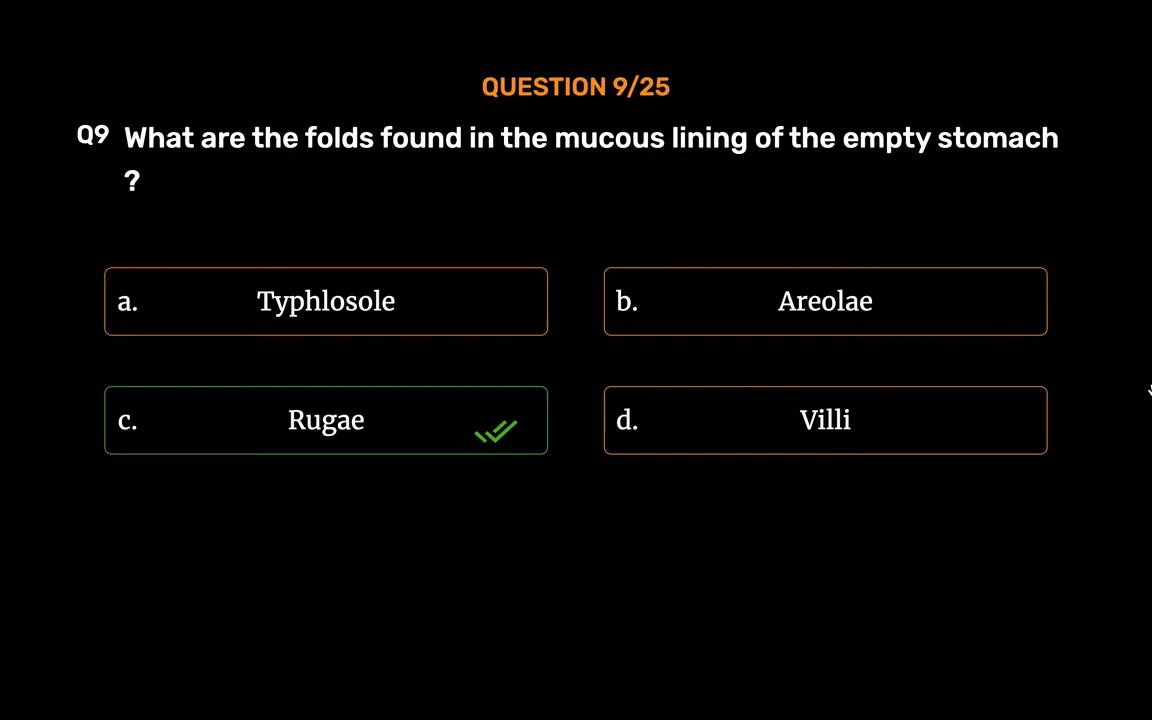 QUESTION 9/25
Q9 What are the folds found in the mucous lining of the empty stomach
?
a. Typhlosole
b. Areolae
c. Rugae
d. Villi